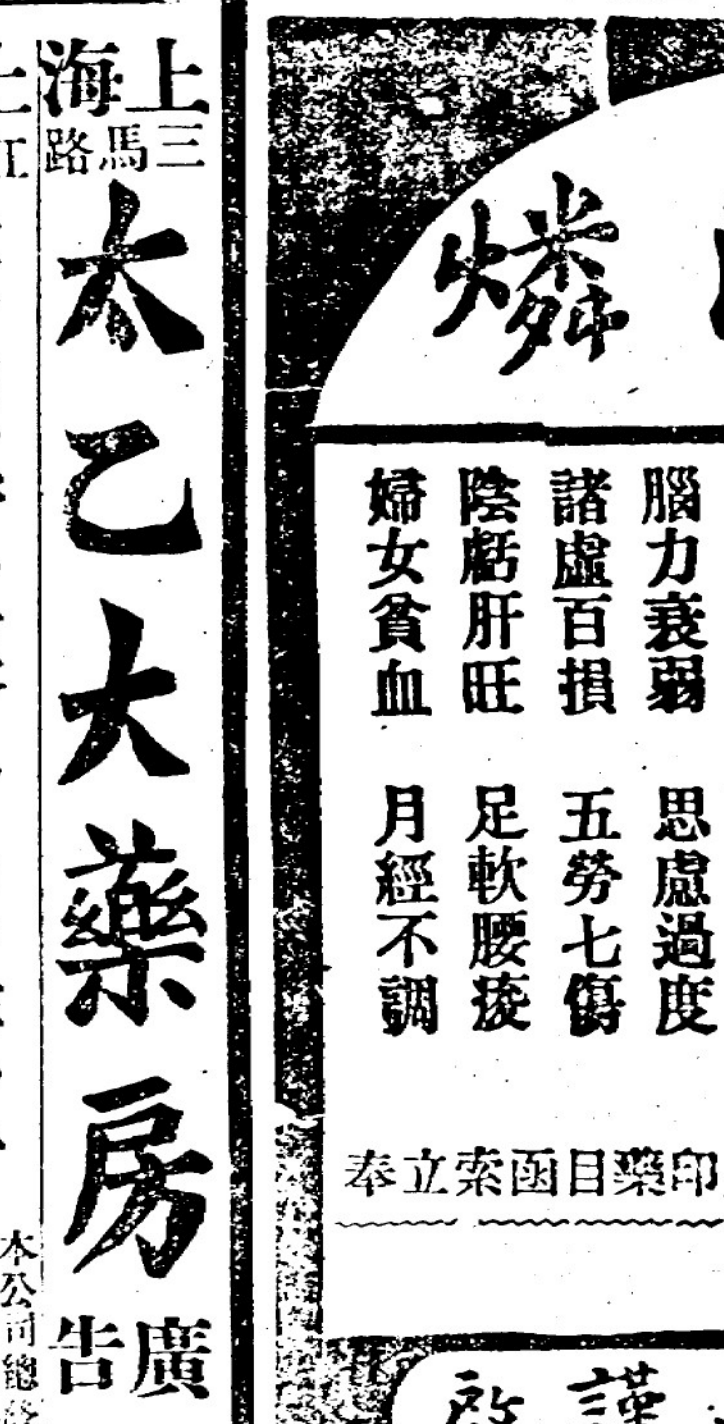 燐
腦力衰弱 思慮過度
諸虛百損 五勞七傷
陰虧肝旺 足軟腰痠
婦女貧血 月經不調
印藥目函索立奉
謹啟
上海
三馬路
太乙大藥房
廣告
本公司總